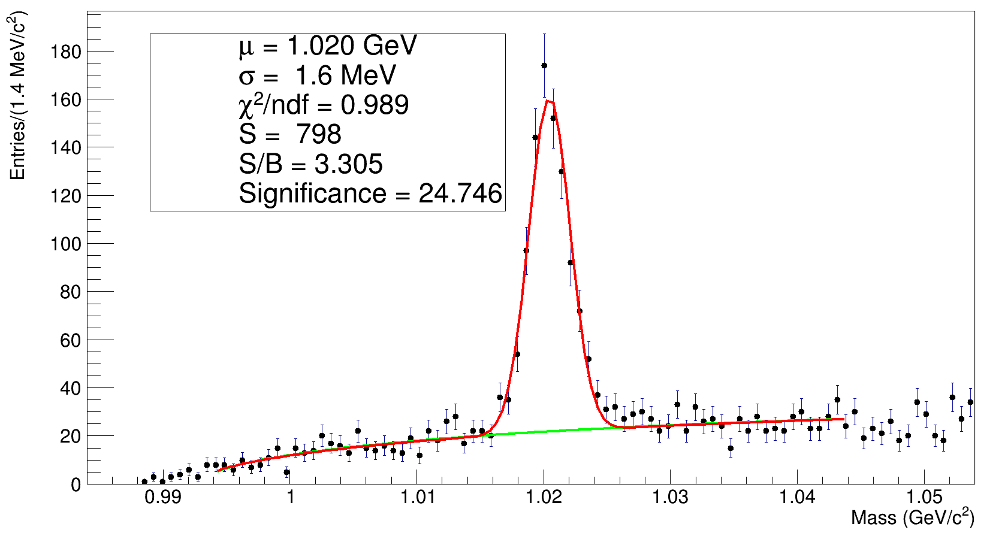 Entries/(1.4 MeV/c²)
180
160
140
120
100
80
60
40
20
0
μ = 1.020 GeV
σ = 1.6 MeV
χ²/ndf = 0.989
S = 798
S/B = 3.305
Significance = 24.746
0.99 1 1.01 1.02 1.03 1.04 1.05
Mass (GeV/c²)